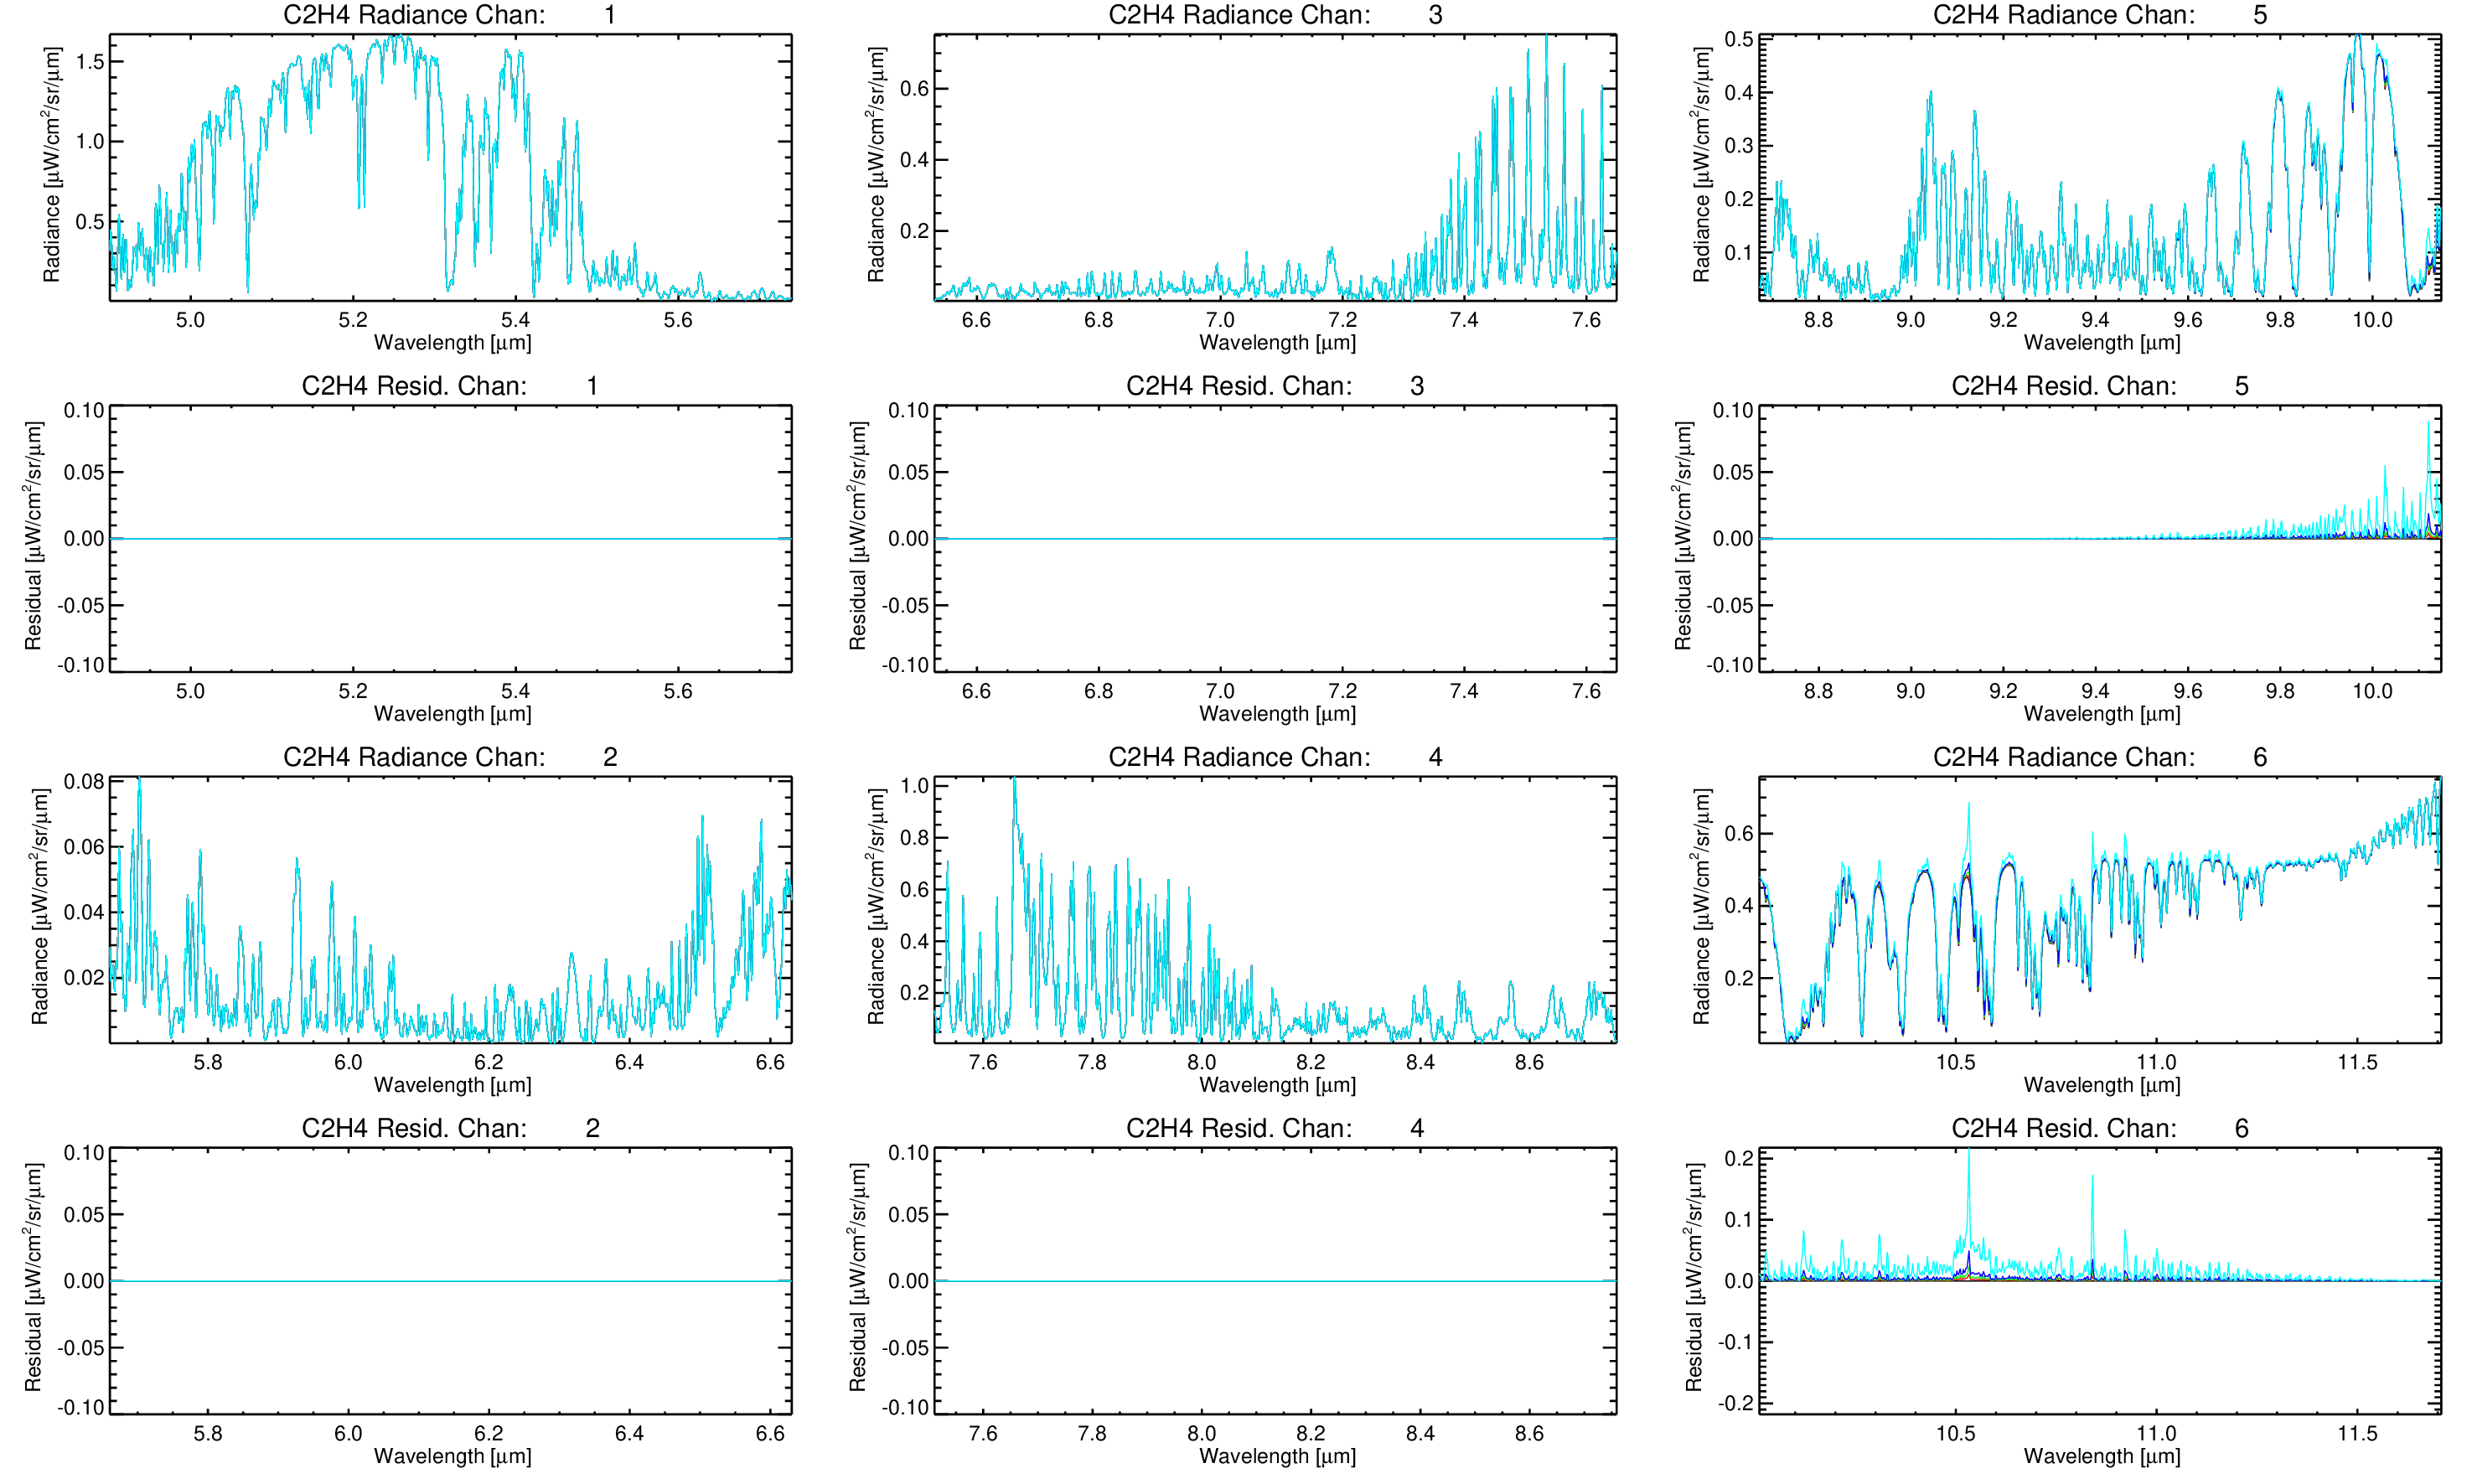 C2H4 Radiance Chan: 1
Radiance [μW/cm2/sr/μm]
1.5
1.0
0.5
5.0 5.2 5.4 5.6
Wavelength [μm]
C2H4 Radiance Chan: 3
Radiance [μW/cm2/sr/μm]
0.6
0.4
0.2
6.6 6.8 7.0 7.2 7.4 7.6
Wavelength [μm]
C2H4 Radiance Chan: 5
Radiance [μW/cm2/sr/μm]
0.5
0.4
0.3
0.2
0.1
8.8 9.0 9.2 9.4 9.6 9.8 10.0
Wavelength [μm]
C2H4 Resid. Chan: 1
Residual [μW/cm2/sr/μm]
0.10
0.05
0.00
-0.05
-0.10
5.0 5.2 5.4 5.6
Wavelength [μm]
C2H4 Resid. Chan: 3
Residual [μW/cm2/sr/μm]
0.10
0.05
0.00
-0.05
-0.10
6.6 6.8 7.0 7.2 7.4 7.6
Wavelength [μm]
C2H4 Resid. Chan: 5
Residual [μW/cm2/sr/μm]
0.10
0.05
0.00
-0.05
-0.10
8.8 9.0 9.2 9.4 9.6 9.8 10.0
Wavelength [μm]
C2H4 Radiance Chan: 2
Radiance [μW/cm2/sr/μm]
0.08
0.06
0.04
0.02
5.8 6.0 6.2 6.4 6.6
Wavelength [μm]
C2H4 Radiance Chan: 4
Radiance [μW/cm2/sr/μm]
1.0
0.8
0.6
0.4
0.2
7.6 7.8 8.0 8.2 8.4 8.6
Wavelength [μm]
C2H4 Radiance Chan: 6
Radiance [μW/cm2/sr/μm]
0.6
0.4
0.2
10.5 11.0 11.5
Wavelength [μm]
C2H4 Resid. Chan: 2
Residual [μW/cm2/sr/μm]
0.10
0.05
0.00
-0.05
-0.10
5.8 6.0 6.2 6.4 6.6
Wavelength [μm]
C2H4 Resid. Chan: 4
Residual [μW/cm2/sr/μm]
0.10
0.05
0.00
-0.05
-0.10
7.6 7.8 8.0 8.2 8.4 8.6
Wavelength [μm]
C2H4 Resid. Chan: 6
Residual [μW/cm2/sr/μm]
0.2
0.1
0.0
-0.1
-0.2
10.5 11.0 11.5
Wavelength [μm]